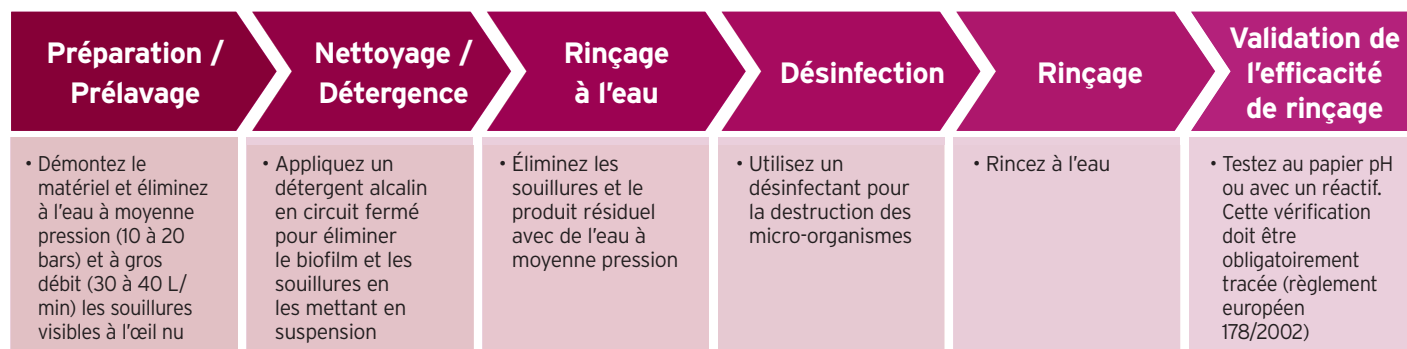 Préparation /
Prélavage
Nettoyage /
Détergence
Rinçage
à l'eau
Désinfection
Rinçage
Validation de
l'efficacité
de rinçage
• Démontez le
matériel et éliminez
à l'eau à moyenne
pression (10 à 20
bars) et à gros
débit (30 à 40 L/
min) les souillures
visibles à l'œil nu
• Appliquez un
détergent alcalin
en circuit fermé
pour éliminer
le biofilm et les
souillures en
les mettant en
suspension
• Éliminez les
souillures et le
produit résiduel
avec de l'eau à
moyenne pression
• Utilisez un
désinfectant pour
la destruction des
micro-organismes
• Rincez à l'eau
• Testez au papier pH
ou avec un réactif.
Cette vérification
doit être
obligatoirement
tracée (règlement
européen
178/2002)